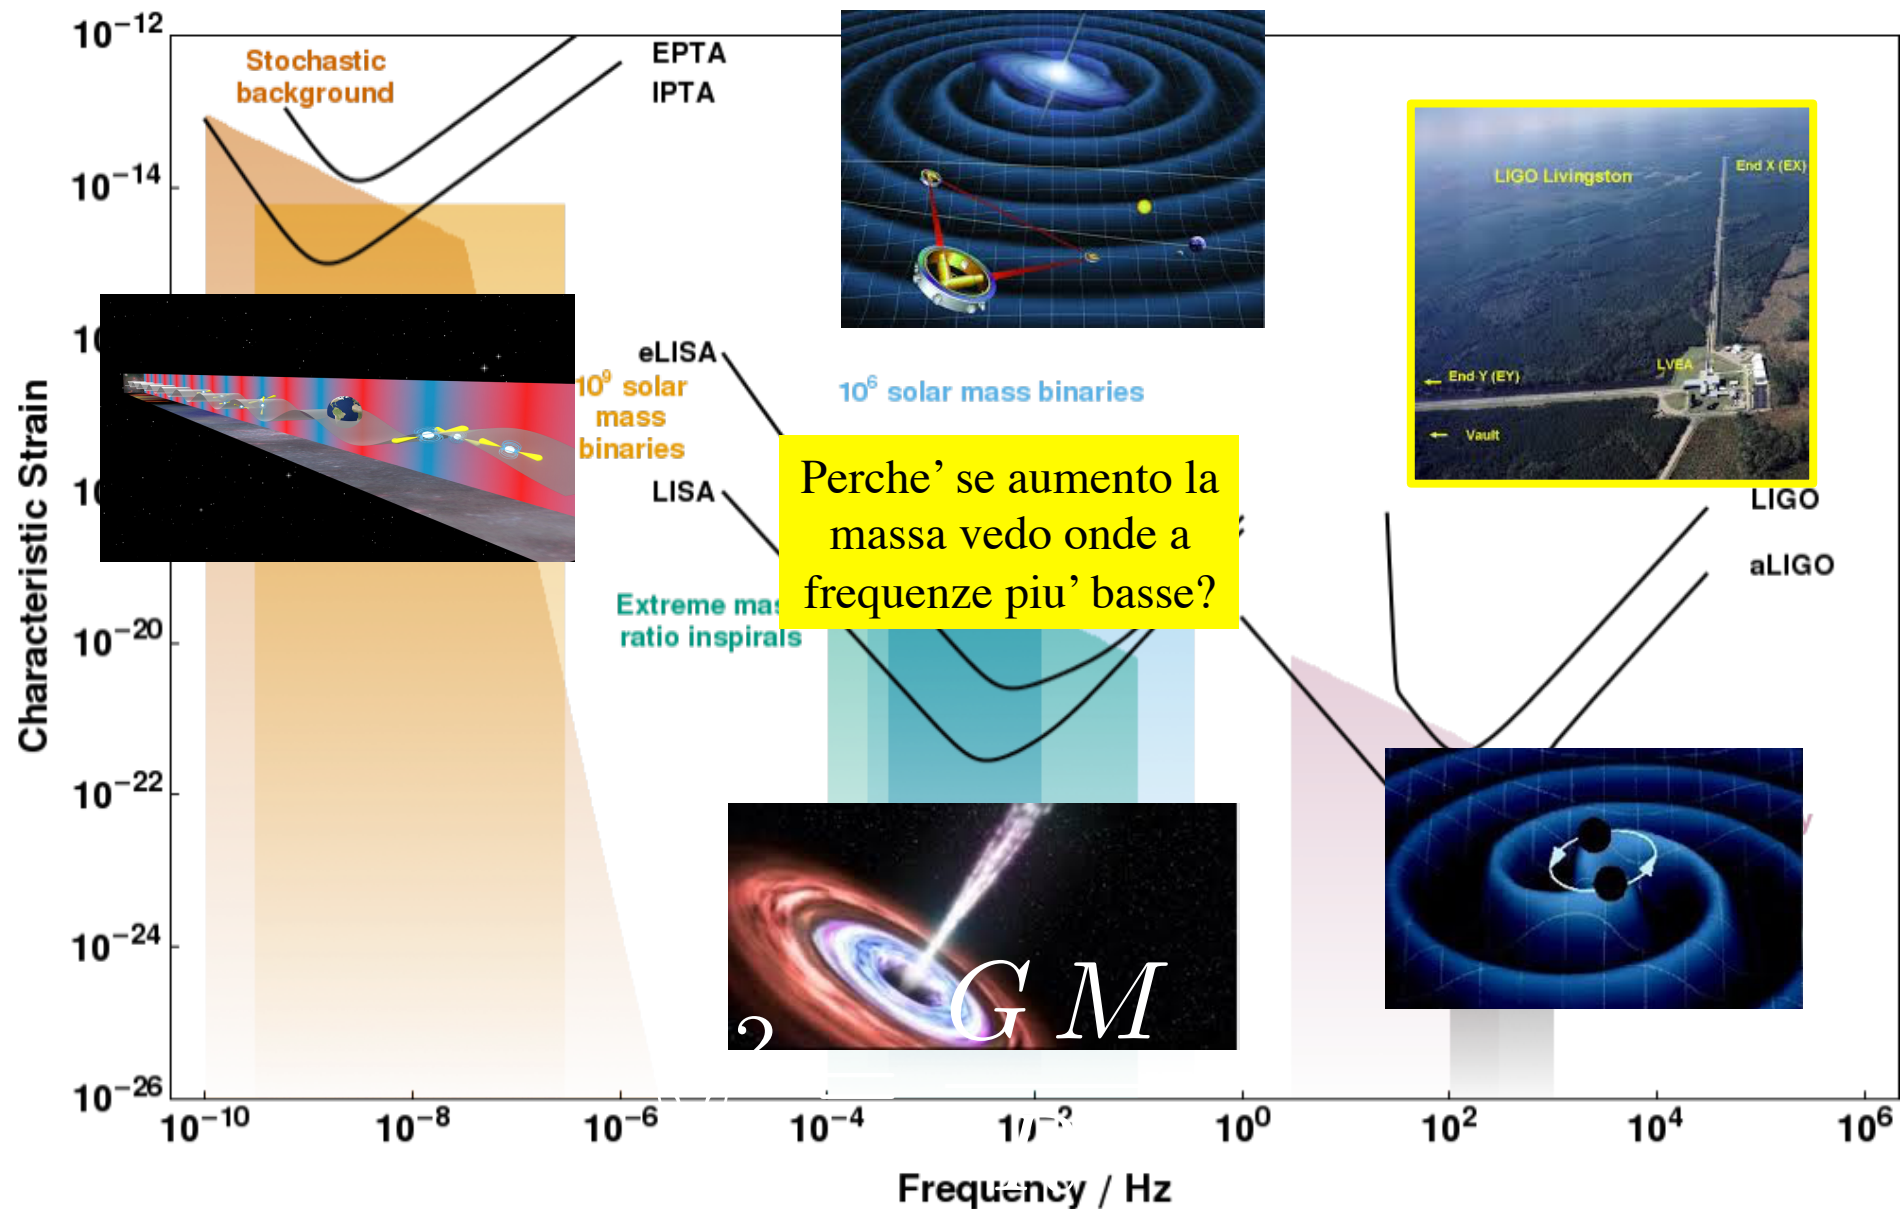 10−12
Stochastic
background
EPTA
IPTA
10−14
LIGO Livingston
End X (EX)
LVEA
End-Y (EY)
Vault
eLISA
10⁹ solar
mass
binaries
10⁶ solar mass binaries
LISA
Perche’ se aumento la
massa vedo onde a
frequenze piu’ basse?
LIGO
aLIGO
Extreme
ratio inspirals
10−20
10−22
10−24
10−26
G M
2
10−10
10−8
10−6
10−4
10−2
10⁰
10²
10⁴
10⁶
Frequency / Hz
Characteristic Strain